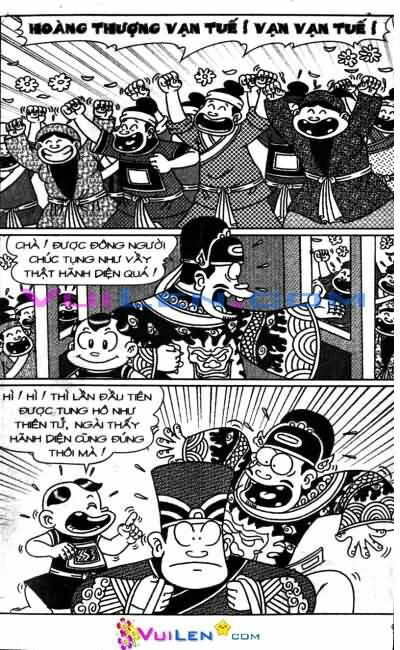 HOÀNG THƯỢNG VẠN TUẾ! VẠN VẠN TUẾ!
CHÀ! ĐƯỢC ĐÔNG NGƯỜI
CHÚC TỤNG NHƯ VẦY
THẬT HÃNH DIỆN QUÁ!
VUILEN.COM
HÌ! HÌ! THÌ LẦN ĐẦU TIÊN
ĐƯỢC TUNG HÔ NHƯ
THIÊN TỬ, NGÀI THẤY
HÃNH DIỆN CŨNG ĐÚNG
THÔI MÀ!
VUILEN.COM